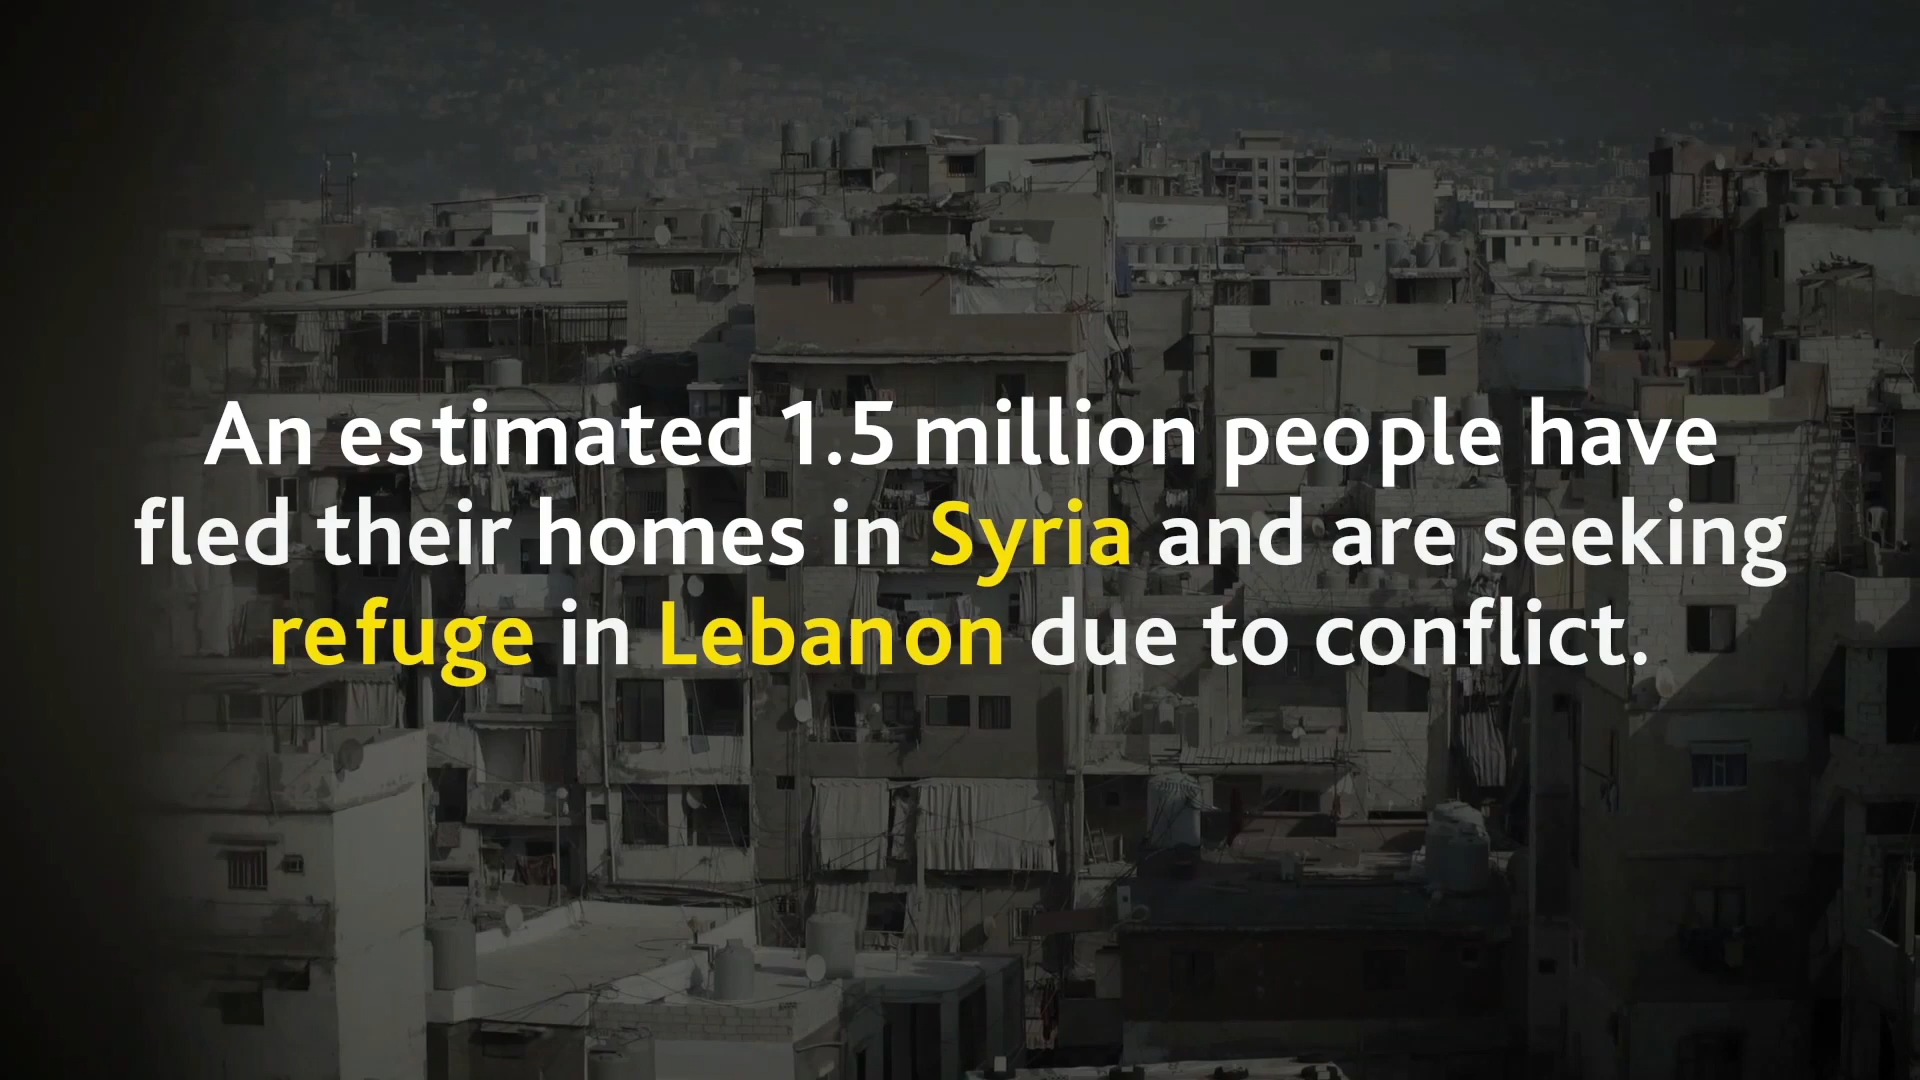 An estimated 1.5 million people have
fled their homes in Syria and are seeking
refuge in Lebanon due to conflict.